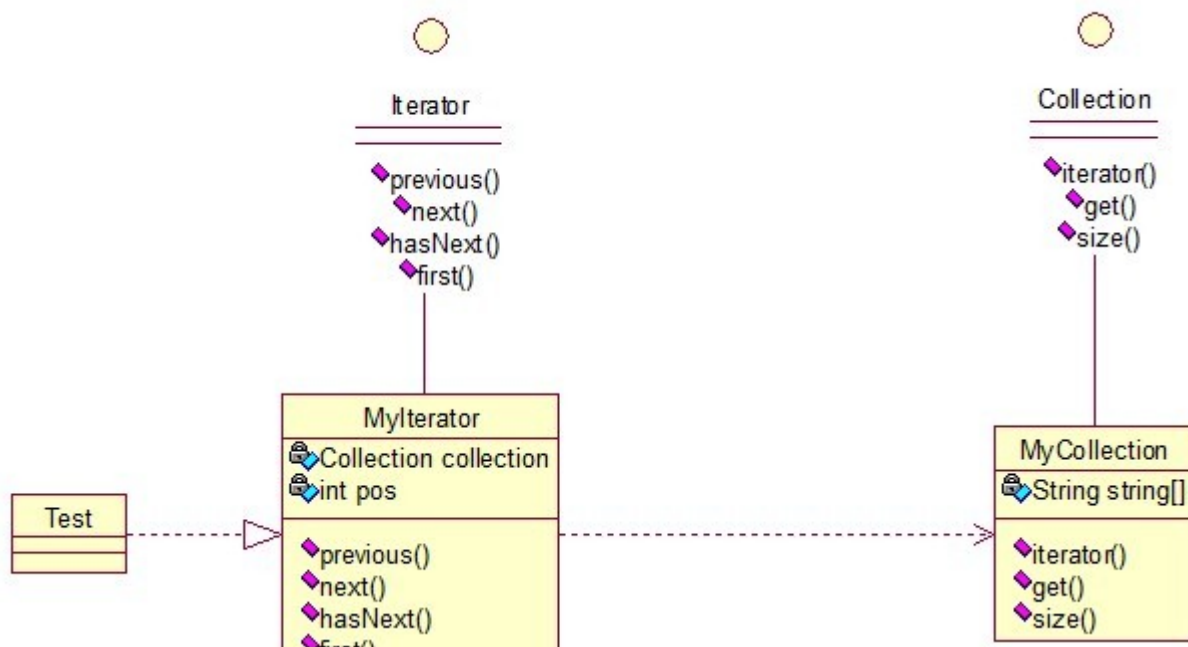 Iterator
previous()
next()
hasNext()
first()
Collection
iterator()
get()
size()
MyIterator
Collection collection
int pos
previous()
next()
hasNext()
first()
Test
MyCollection
String string[]
iterator()
get()
size()